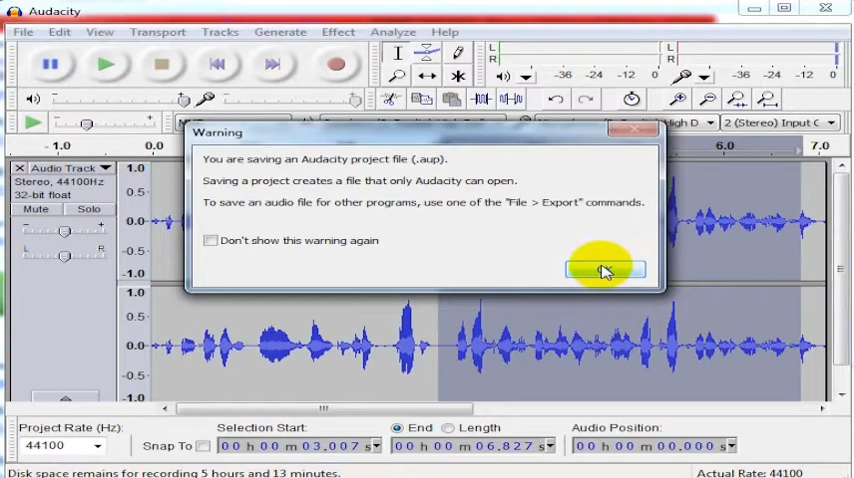 Audacity
File Edit View Transport Tracks Generate Effect Analyze Help
L
R
-36 -24 -12 0
L
R
-36 -24 -12 0
High D 2 (Stereo) Input C
-1.0 0.0 6.0 7.0
Warning
You are saving an Audacity project file (.aup).
Saving a project creates a file that only Audacity can open.
To save an audio file for other programs, use one of the "File > Export" commands.
Don't show this warning again
Audio Track
Stereo, 44100Hz
32-bit float
Mute Solo
- +
L R
1.0
0.5
0.0
-0.5
-1.0
1.0
0.5
0.0
-0.5
-1.0
Project Rate (Hz): Selection Start: End Length Audio Position:
44100 Snap To 00 h 00 m 03.007 s 00 h 00 m 06.827 s 00 h 00 m 00.000 s
Disk space remains for recording 5 hours and 13 minutes. Actual Rate: 44100